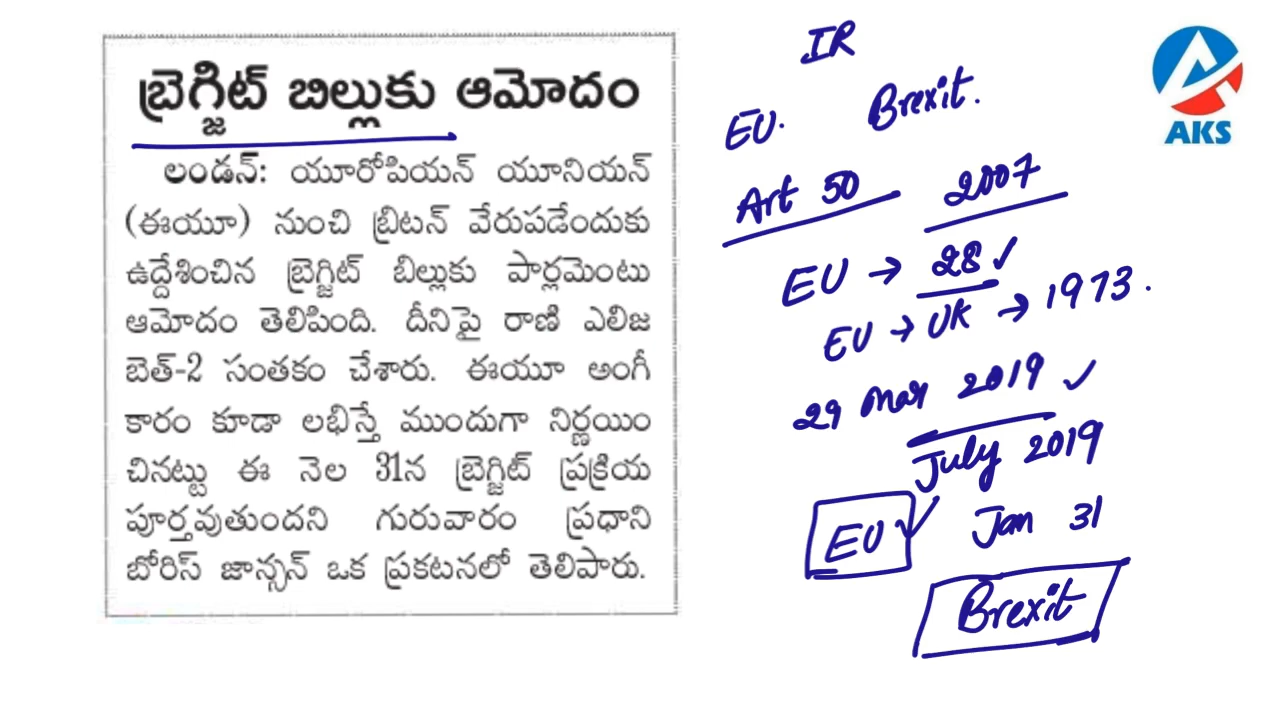 బ్రెగ్జిట్ బిల్లుకు ఆమోదం
లండన్: యూరోపియన్ యూనియన్
(ఈయూ) నుంచి బ్రిటన్ వేరుపడేందుకు
ఉద్దేశించిన బ్రెగ్జిట్ బిల్లుకు పార్లమెంటు
ఆమోదం తెలిపింది. దీనిపై రాణి ఎలిజ
బెత్-2 సంతకం చేశారు. ఈయూ అంగీ
కారం కూడా లభిస్తే ముందుగా నిర్ణయిం
చినట్టు ఈ నెల 31న బ్రెగ్జిట్ ప్రక్రియ
పూర్తవుతుందని గురువారం ప్రధాని
బోరిస్ జాన్సన్ ఒక ప్రకటనలో తెలిపారు.
IR
EU. Brexit.
Art 50 2007
EU → 28 ✓
EU → UK → 1973.
29 Mar 2019 ✓
July 2019
EU ✓ Jan 31
Brexit
AKS